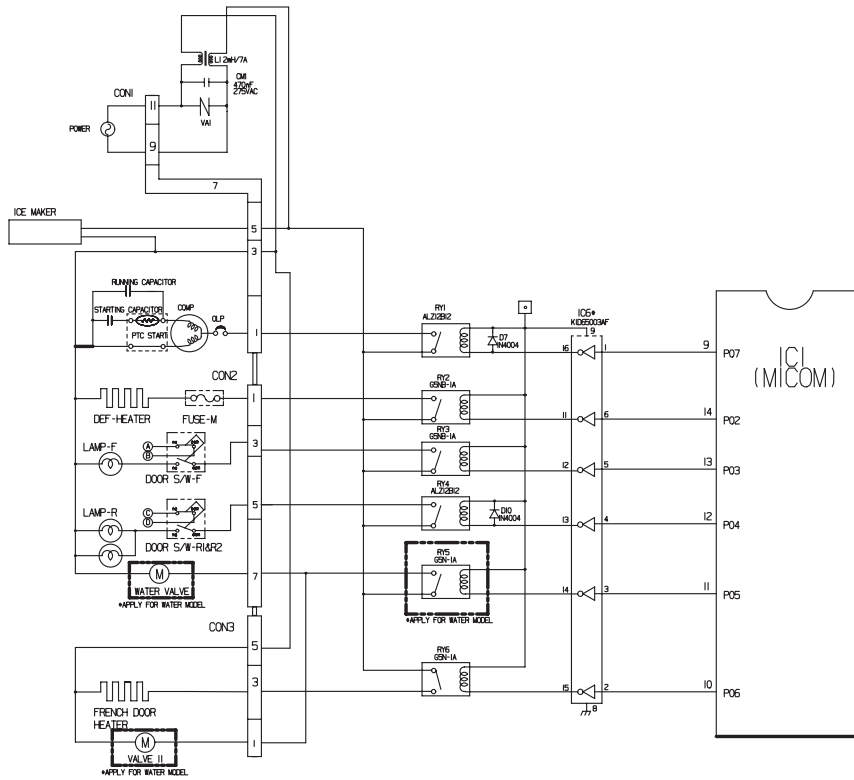 L1 2mH/7A
CM1
470nF
275VAC
CON1
11
VA1
POWER
9
7
ICE MAKER
5
3
RUNNING CAPACITOR
STARTING CAPACITOR
COMP
OLP
PTC START
1
RY1
ALZ12B12
D7
1N4004
IC6*
KID65003AF
9
16
1
9
P07
IC1
(MICOM)
CON2
1
DEF-HEATER
FUSE-M
RY2
G5NB-1A
11
6
14
P02
LAMP-F
A
B
3
DOOR S/W-F
RY3
G5NB-1A
12
5
13
P03
LAMP-R
C
D
5
DOOR S/W-R1&R2
RY4
ALZ12B12
D10
1N4004
13
4
12
P04
M
WATER VALVE
*APPLY FOR WATER MODEL
7
RY5
G5N-1A
*APPLY FOR WATER MODEL
14
3
11
P05
CON3
5
3
FRENCH DOOR
HEATER
RY6
G5N-1A
15
2
10
P06
8
M
VALVE II
1
*APPLY FOR WATER MODEL